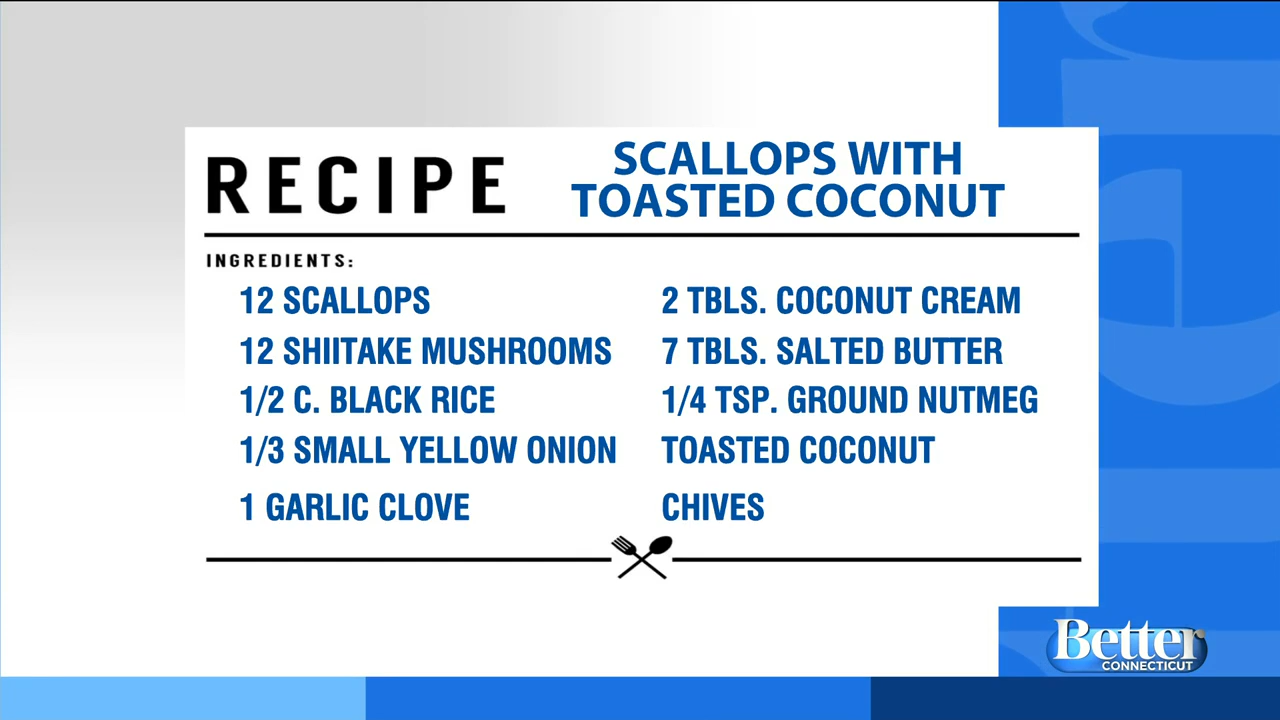 RECIPE
SCALLOPS WITH
TOASTED COCONUT
INGREDIENTS:
12 SCALLOPS
12 SHIITAKE MUSHROOMS
1/2 C. BLACK RICE
1/3 SMALL YELLOW ONION
1 GARLIC CLOVE
2 TBLS. COCONUT CREAM
7 TBLS. SALTED BUTTER
1/4 TSP. GROUND NUTMEG
TOASTED COCONUT
CHIVES
Better
CONNECTICUT